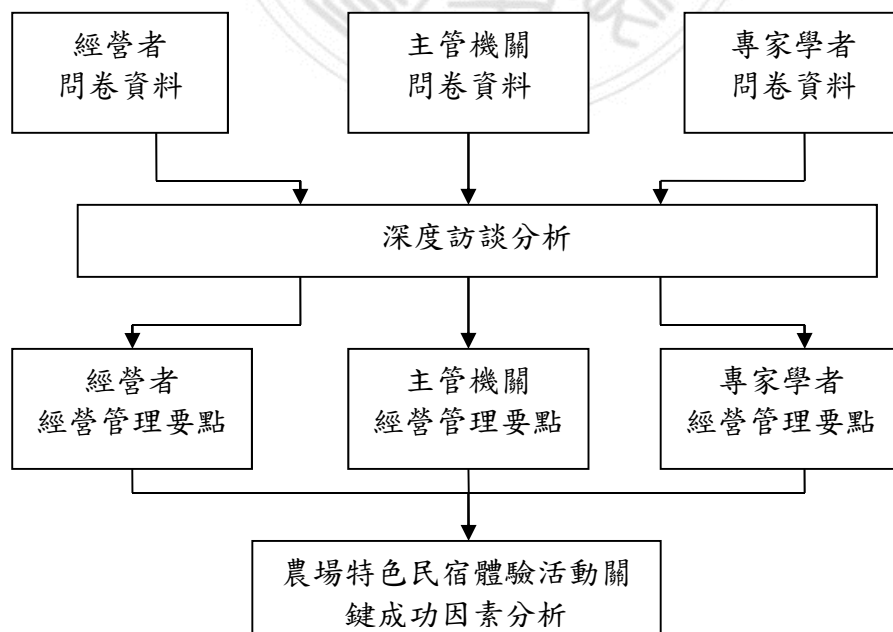 經營者
問卷資料
主管機關
問卷資料
專家學者
問卷資料
深度訪談分析
經營者
經營管理要點
主管機關
經營管理要點
專家學者
經營管理要點
農場特色民宿體驗活動關
鍵成功因素分析